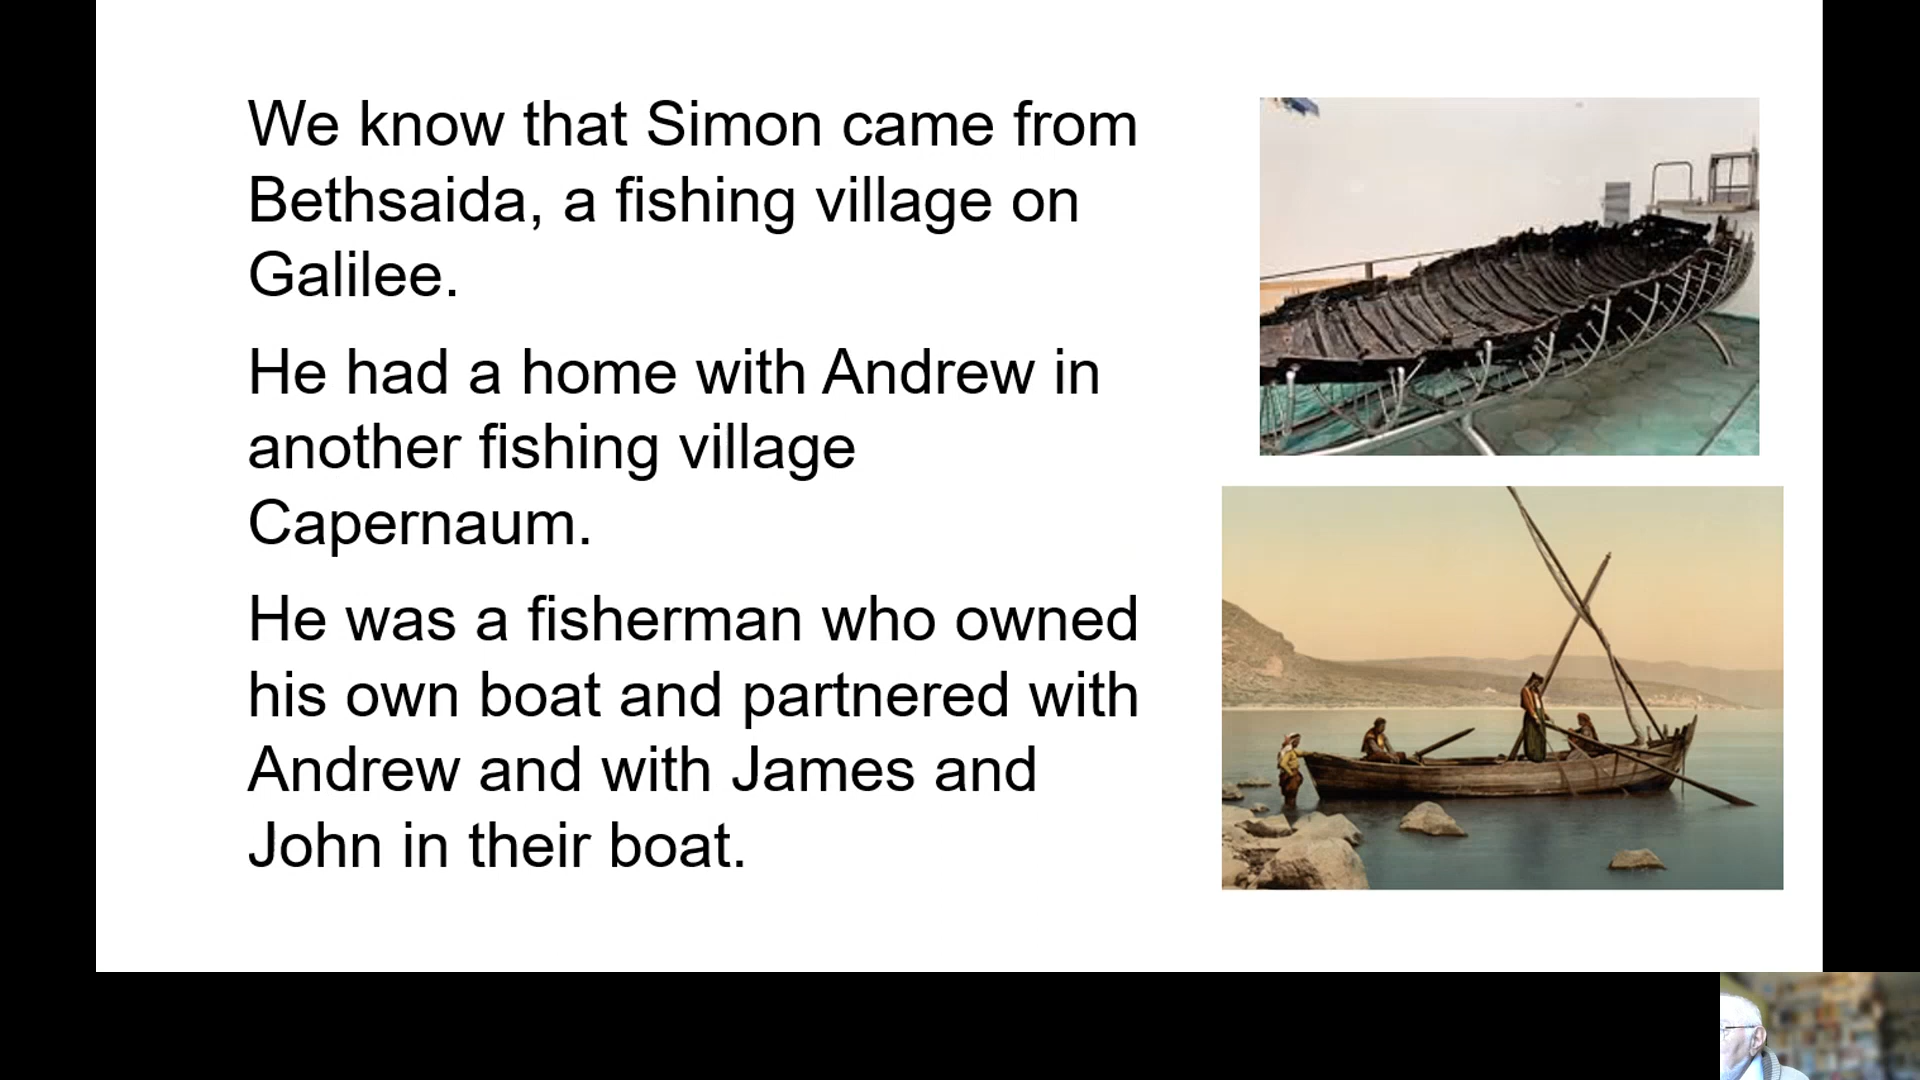 We know that Simon came from
Bethsaida, a fishing village on
Galilee.
He had a home with Andrew in
another fishing village
Capernaum.
He was a fisherman who owned
his own boat and partnered with
Andrew and with James and
John in their boat.